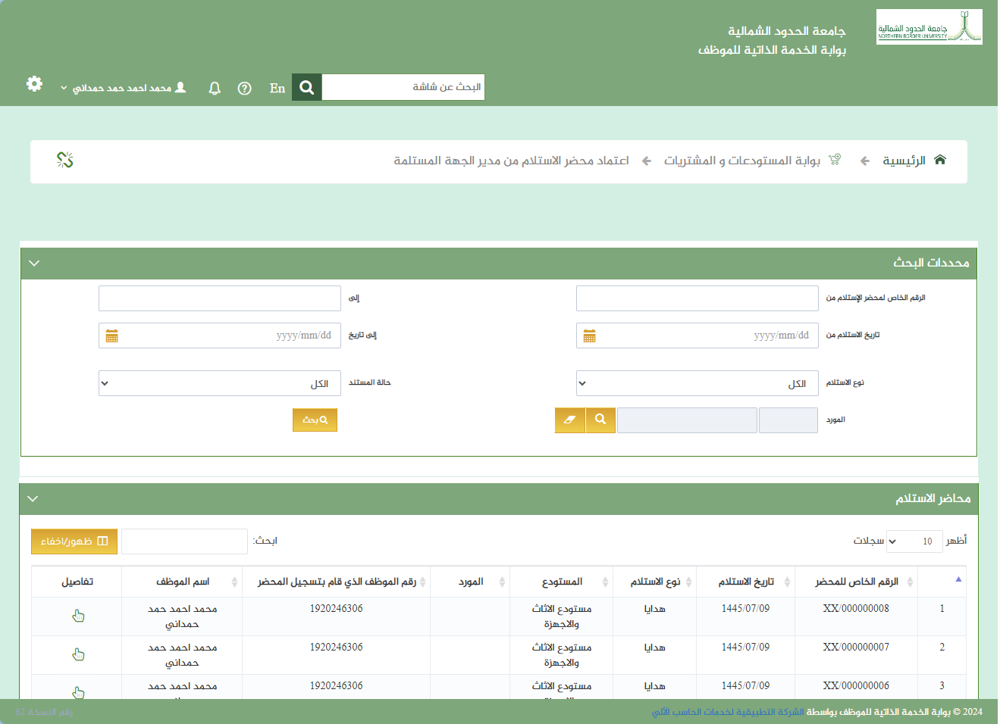 جامعة الحدود الشمالية
NORTHERN BORDER UNIVERSITY
جامعة الحدود الشمالية
بوابة الخدمة الذاتية للموظف
البحث عن شاشة
En
محمد احمد حمد حمداني
الرئيسية
بوابة المستودعات و المشتريات
اعتماد محضر الاستلام من مدير الجهة المستلمة
محددات البحث
الرقم الخاص لمحضر الإستلام من
إلى
تاريخ الاستلام من yyyy/mm/dd
إلى تاريخ yyyy/mm/dd
نوع الاستلام الكل
حالة المستند الكل
المورد
بحث
محاضر الاستلام
أظهر 10 سجلات
ابحث:
ظهور/اخفاء
الرقم الخاص للمحضر تاريخ الاستلام نوع الاستلام المستودع المورد رقم الموظف الذي قام بتسجيل المحضر اسم الموظف تفاصيل
1 XX/000000008 1445/07/09 هدايا مستودع الاثاث 1920246306 محمد احمد حمد
والاجهزة حمداني
2 XX/000000007 1445/07/09 هدايا مستودع الاثاث 1920246306 محمد احمد حمد
والاجهزة حمداني
3 XX/000000006 1445/07/09 هدايا مستودع الاثاث 1920246306 محمد احمد حمد
2024 © بوابة الخدمة الذاتية للموظف بواسطة الشركة التطبيقية لخدمات الحاسب الآلي
رقم النسخة 62